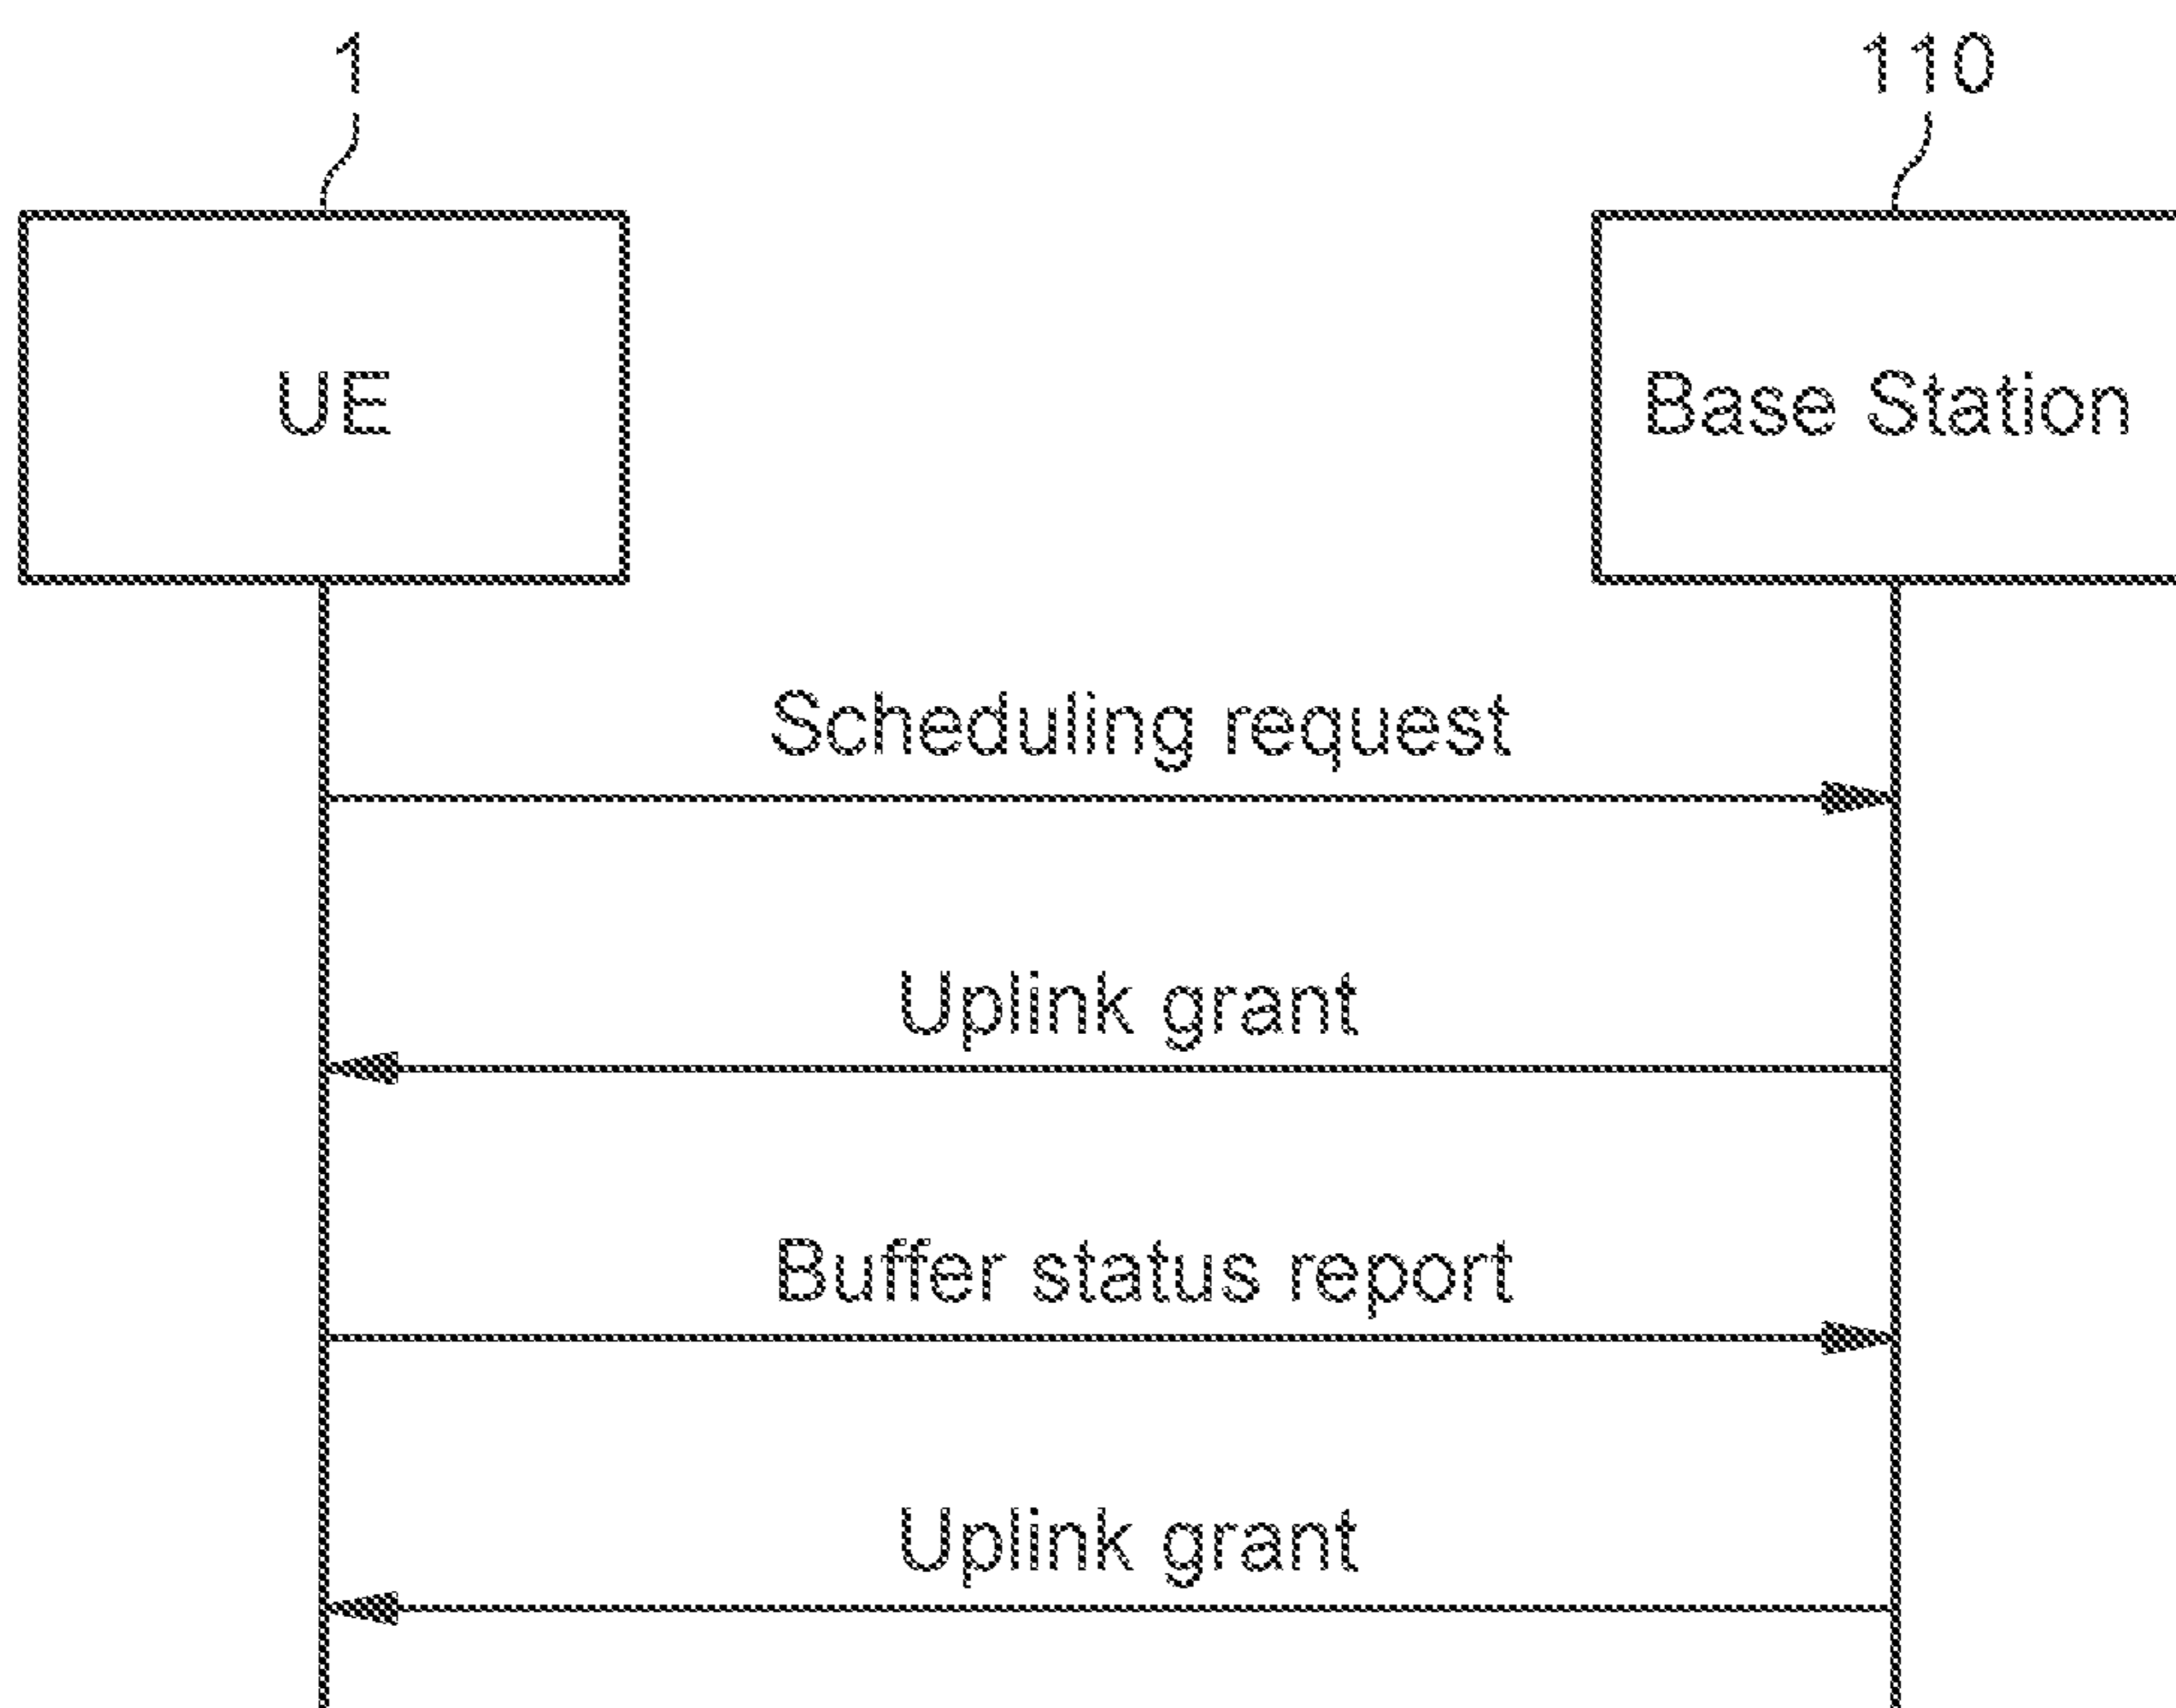 1
110
UE
Base Station
Scheduling request
Uplink grant
Buffer status report
Uplink grant